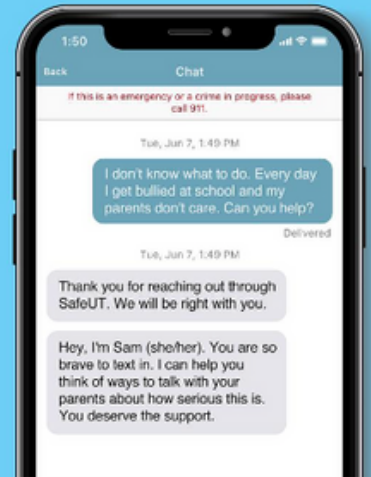 1:50
Back Chat
If this is an emergency or a crime in progress, please
call 911.
Tue, Jun 7, 1:49 PM
I don't know what to do. Every day
I get bullied at school and my
parents don't care. Can you help?
Delivered
Tue, Jun 7, 1:49 PM
Thank you for reaching out through
SafeUT. We will be right with you.
Hey, I'm Sam (she/her). You are so
brave to text in. I can help you
think of ways to talk with your
parents about how serious this is.
You deserve the support.